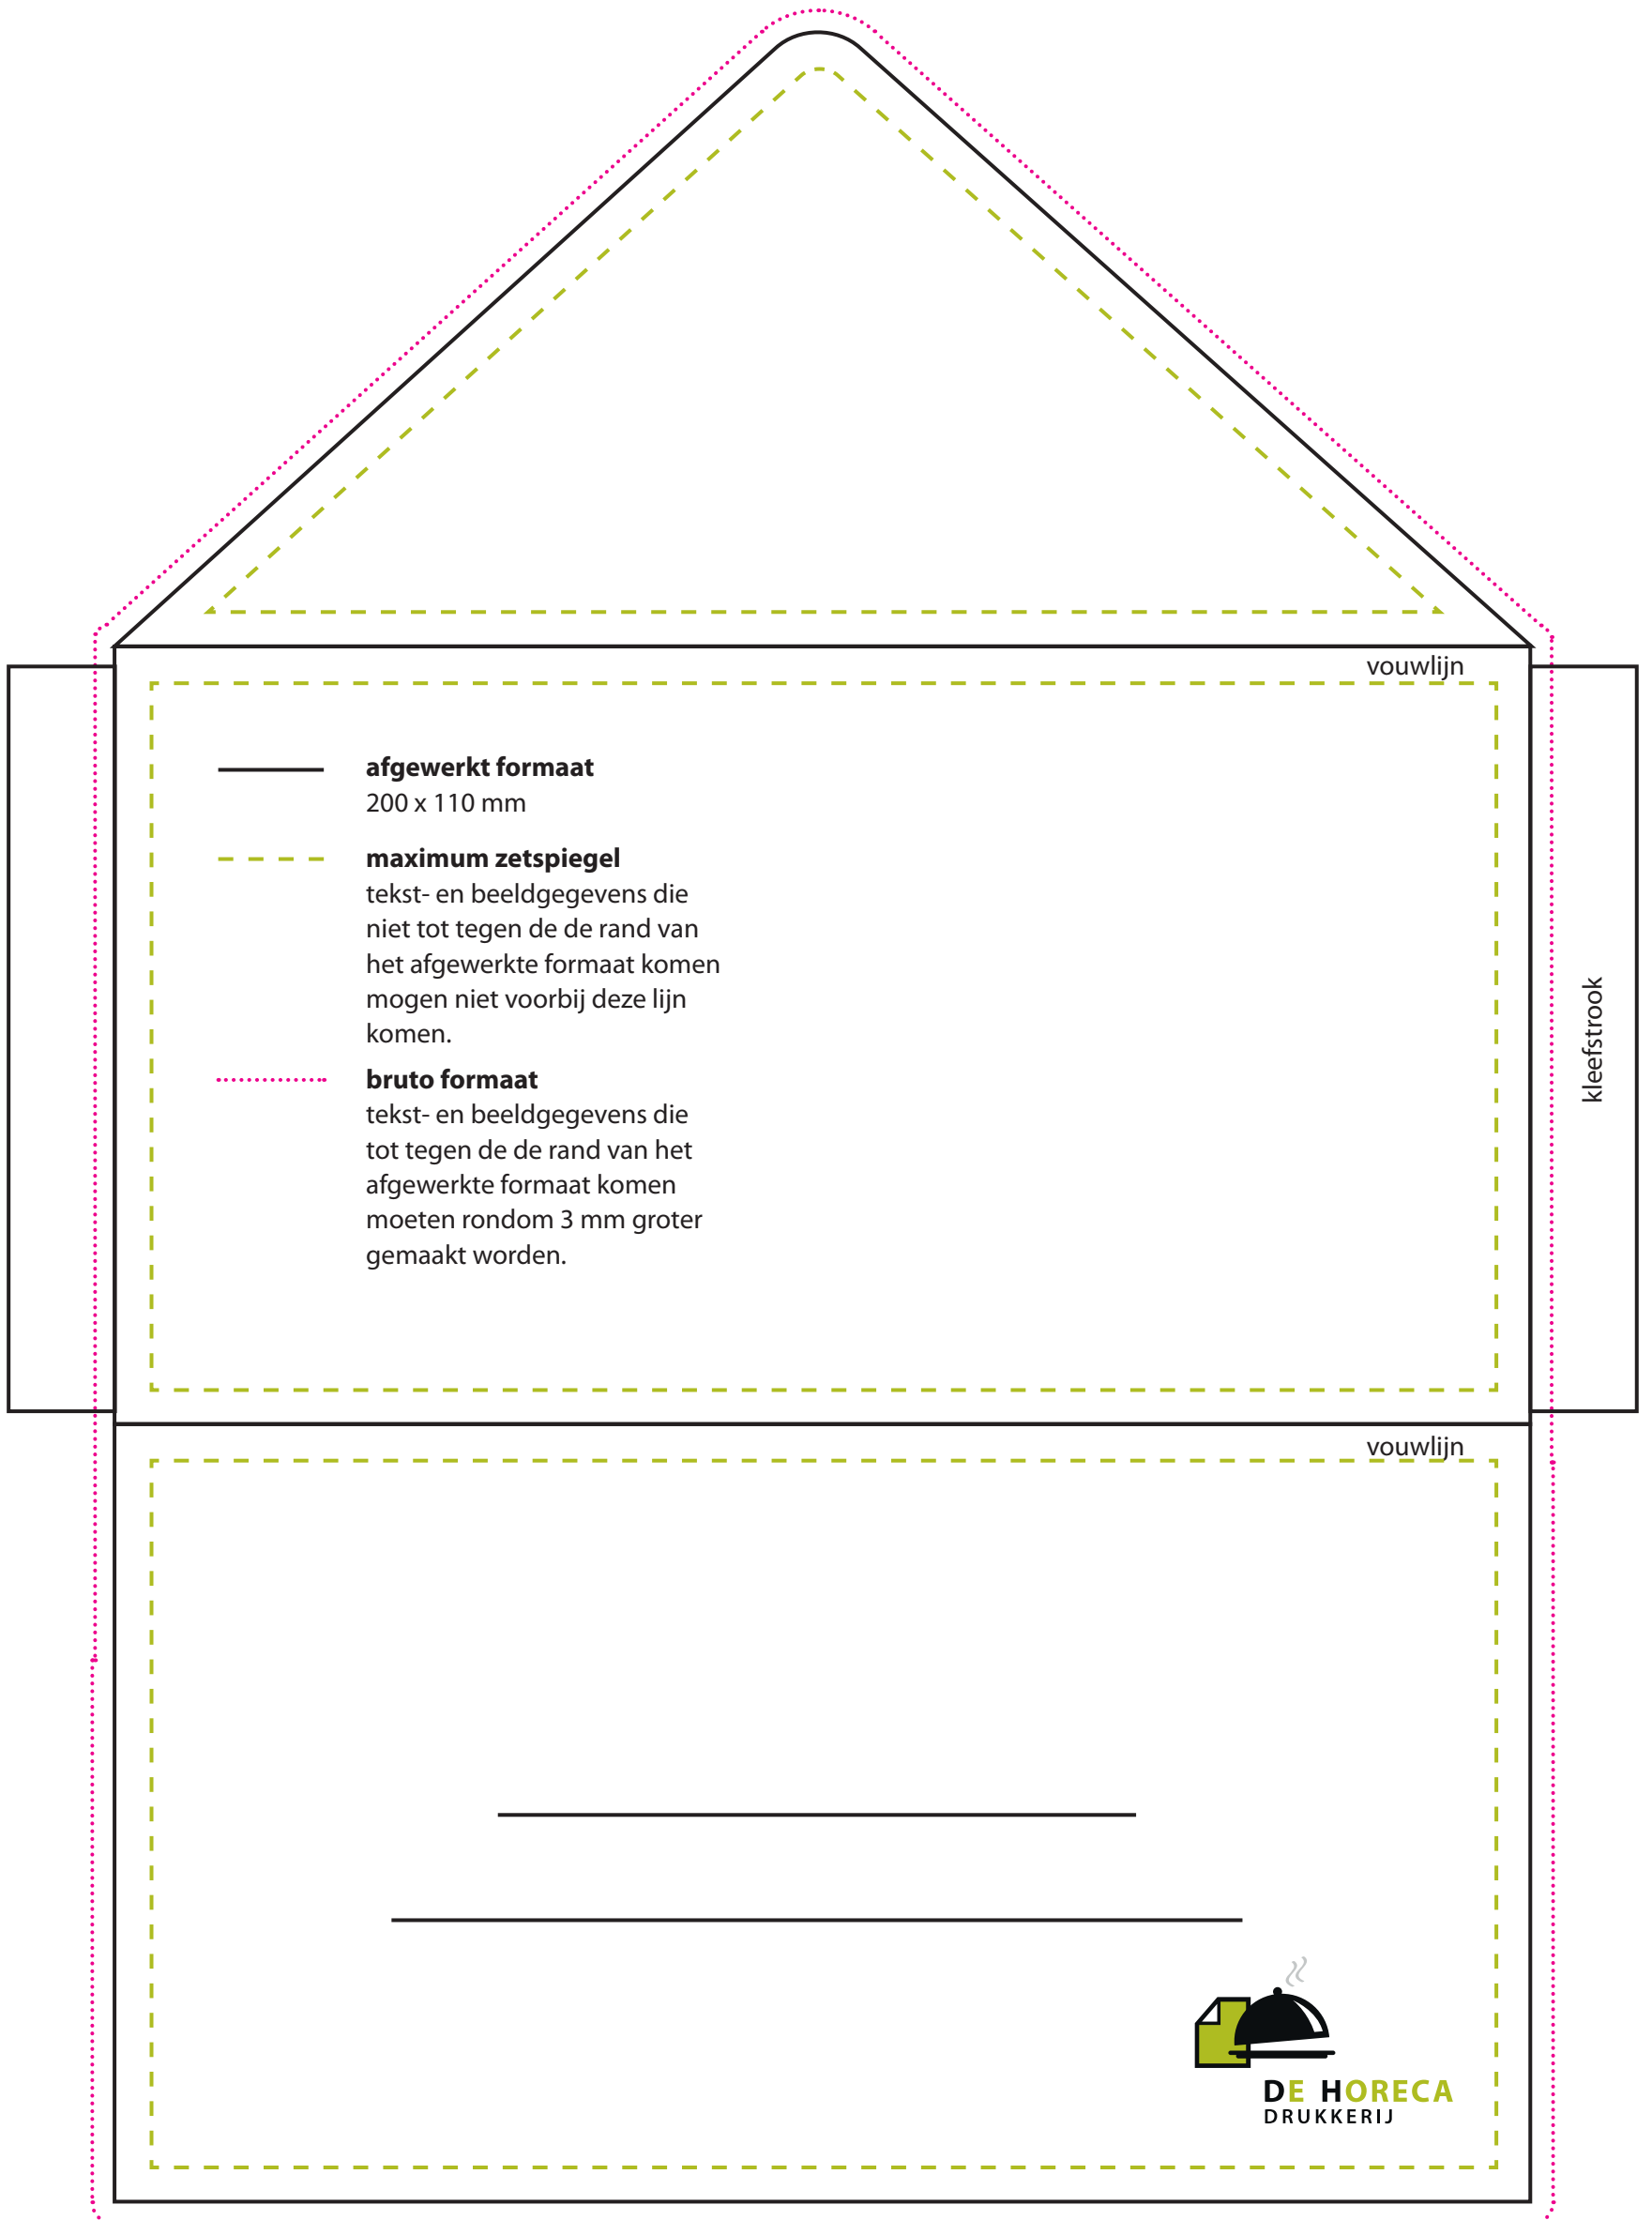 vouwlijn
afgewerkt formaat
200 x 110 mm
maximum zetspiegel
tekst- en beeldgegevens die
niet tot tegen de de rand van
het afgewerkte formaat komen
mogen niet voorbij deze lijn
komen.
bruto formaat
tekst- en beeldgegevens die
tot tegen de de rand van het
afgewerkte formaat komen
moeten rondom 3 mm groter
gemaakt worden.
kleefstrook
vouwlijn
DE HORECA
DRUKKERIJ